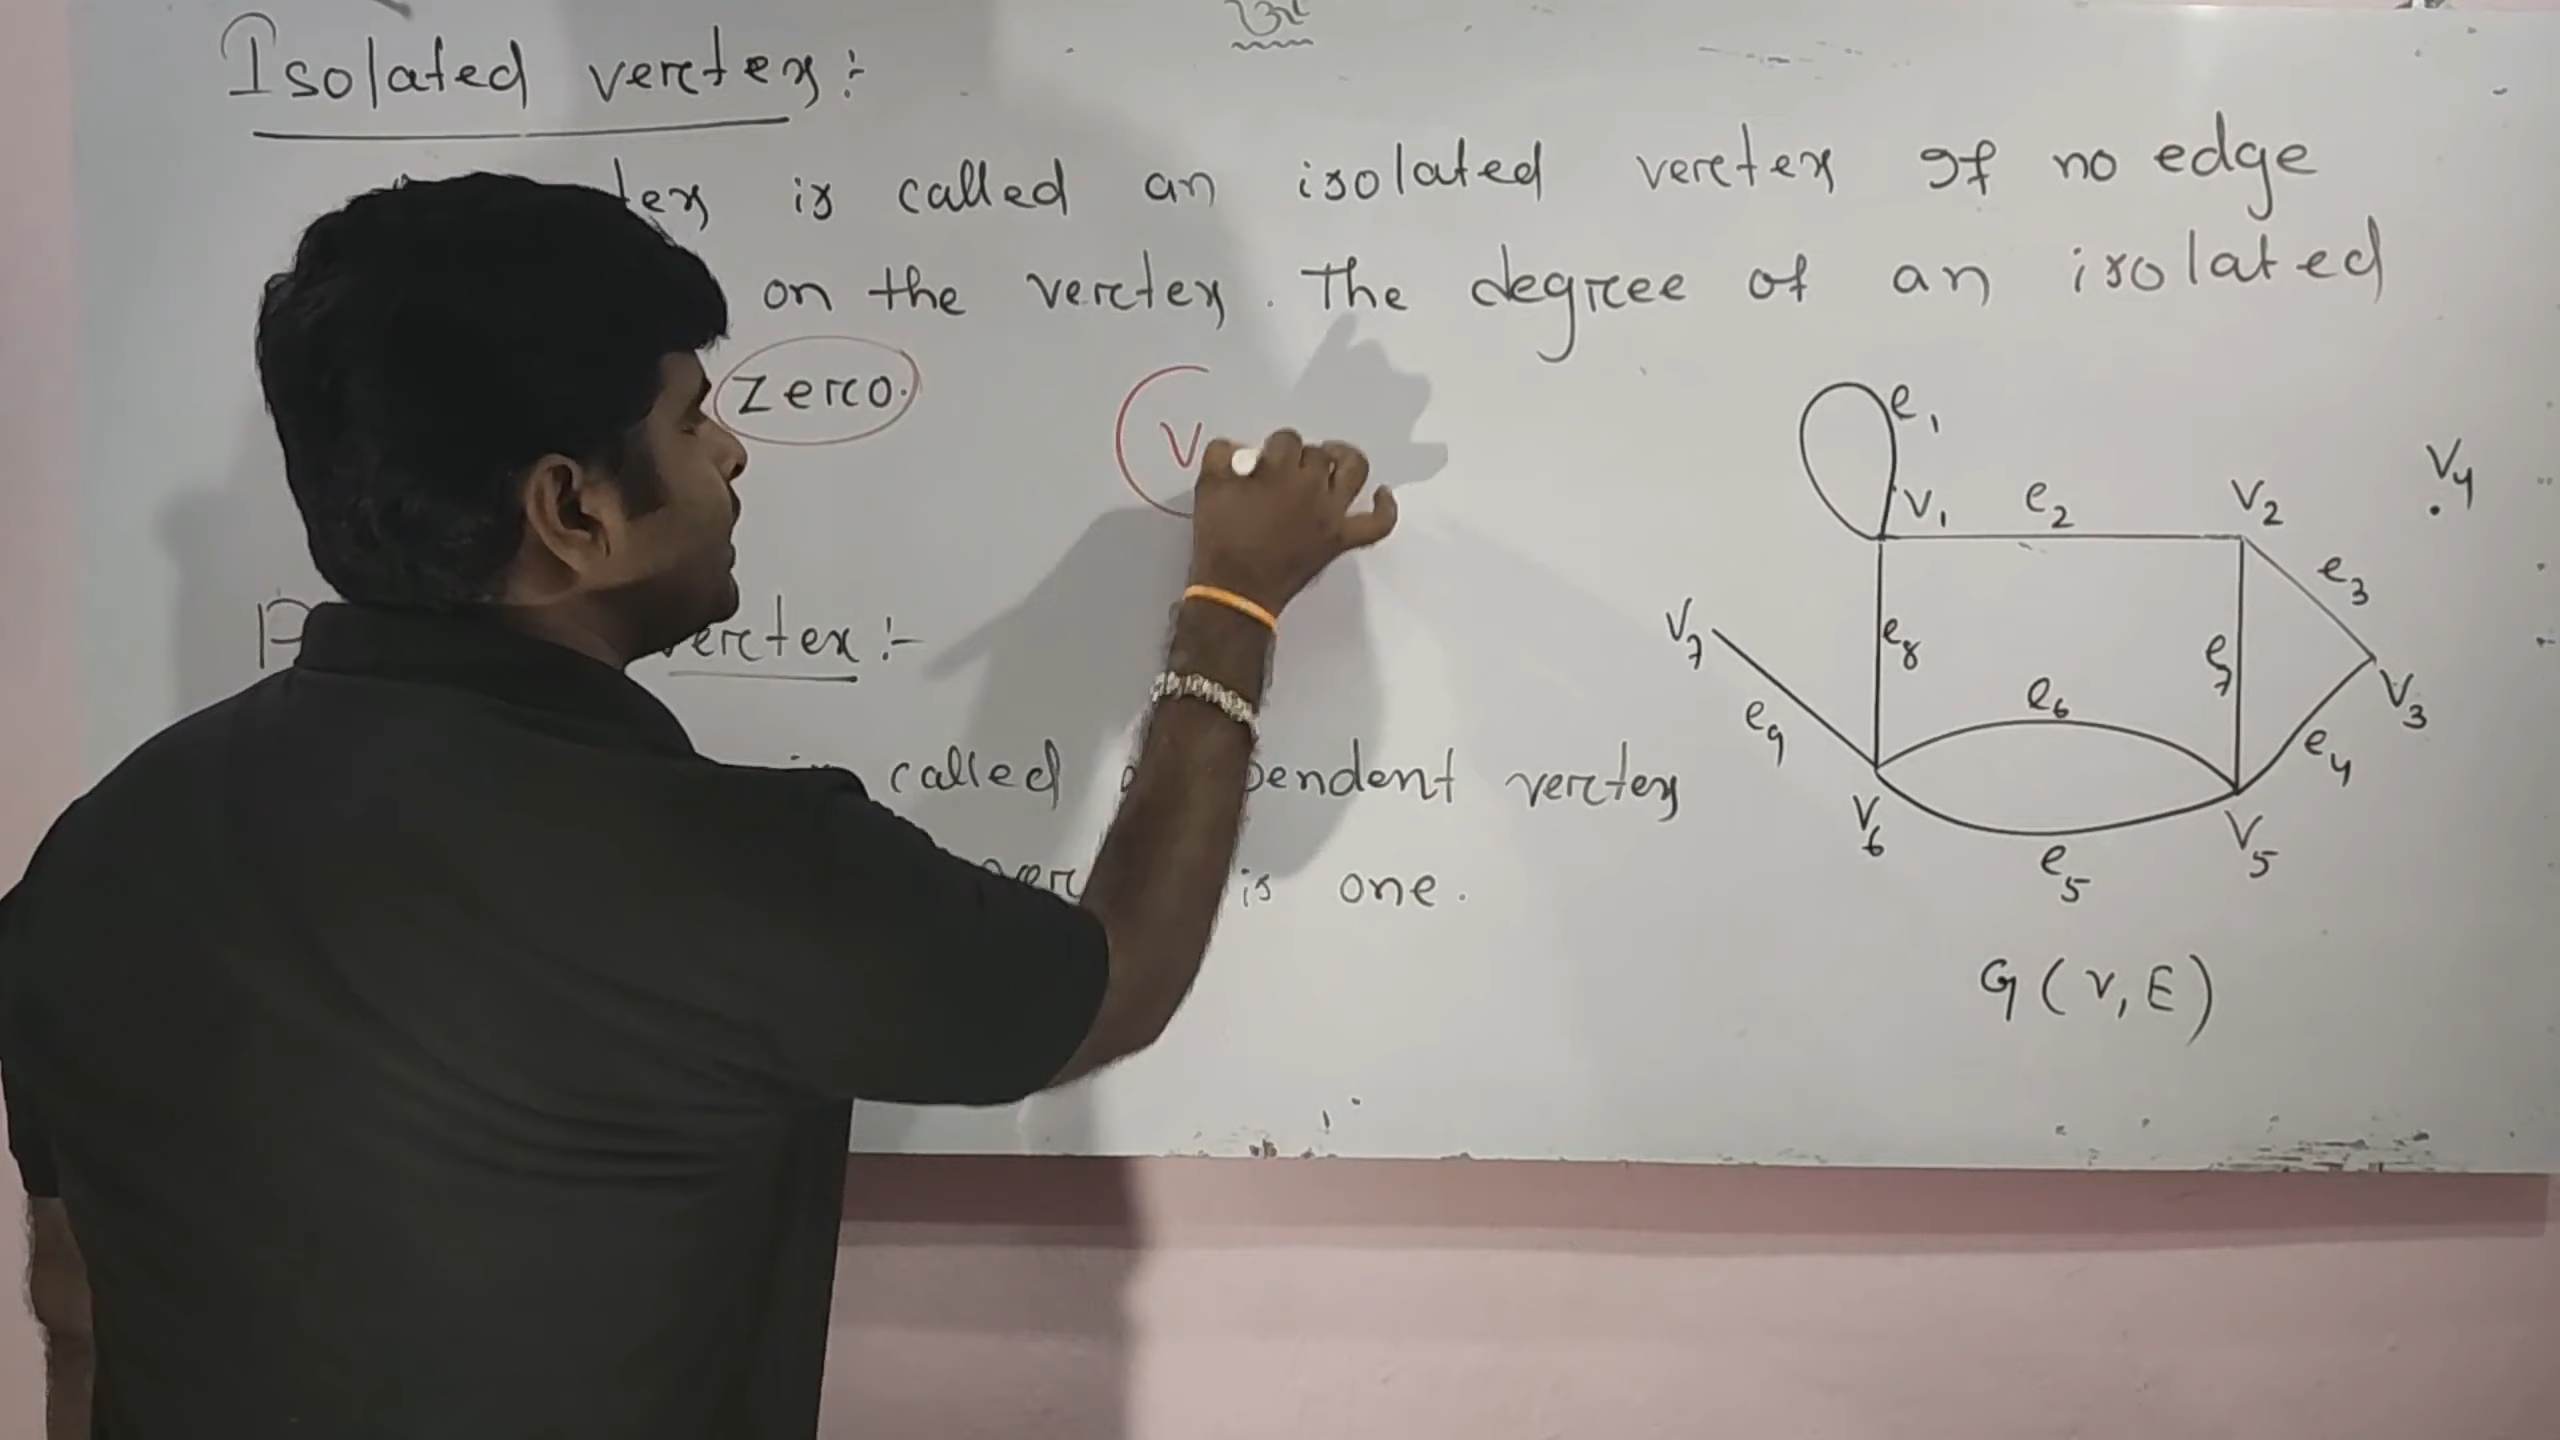 Isolated vertex :-
is called an isolated vertex If no edge
on the vertex. The degree of an isolated
zero.
V
e1
V1
e2
V2
V4
e3
V7
e8
e7
e6
V3
e9
e4
vertex :-
called pendent vertex
V6
V5
e5
is one.
G(V,E)